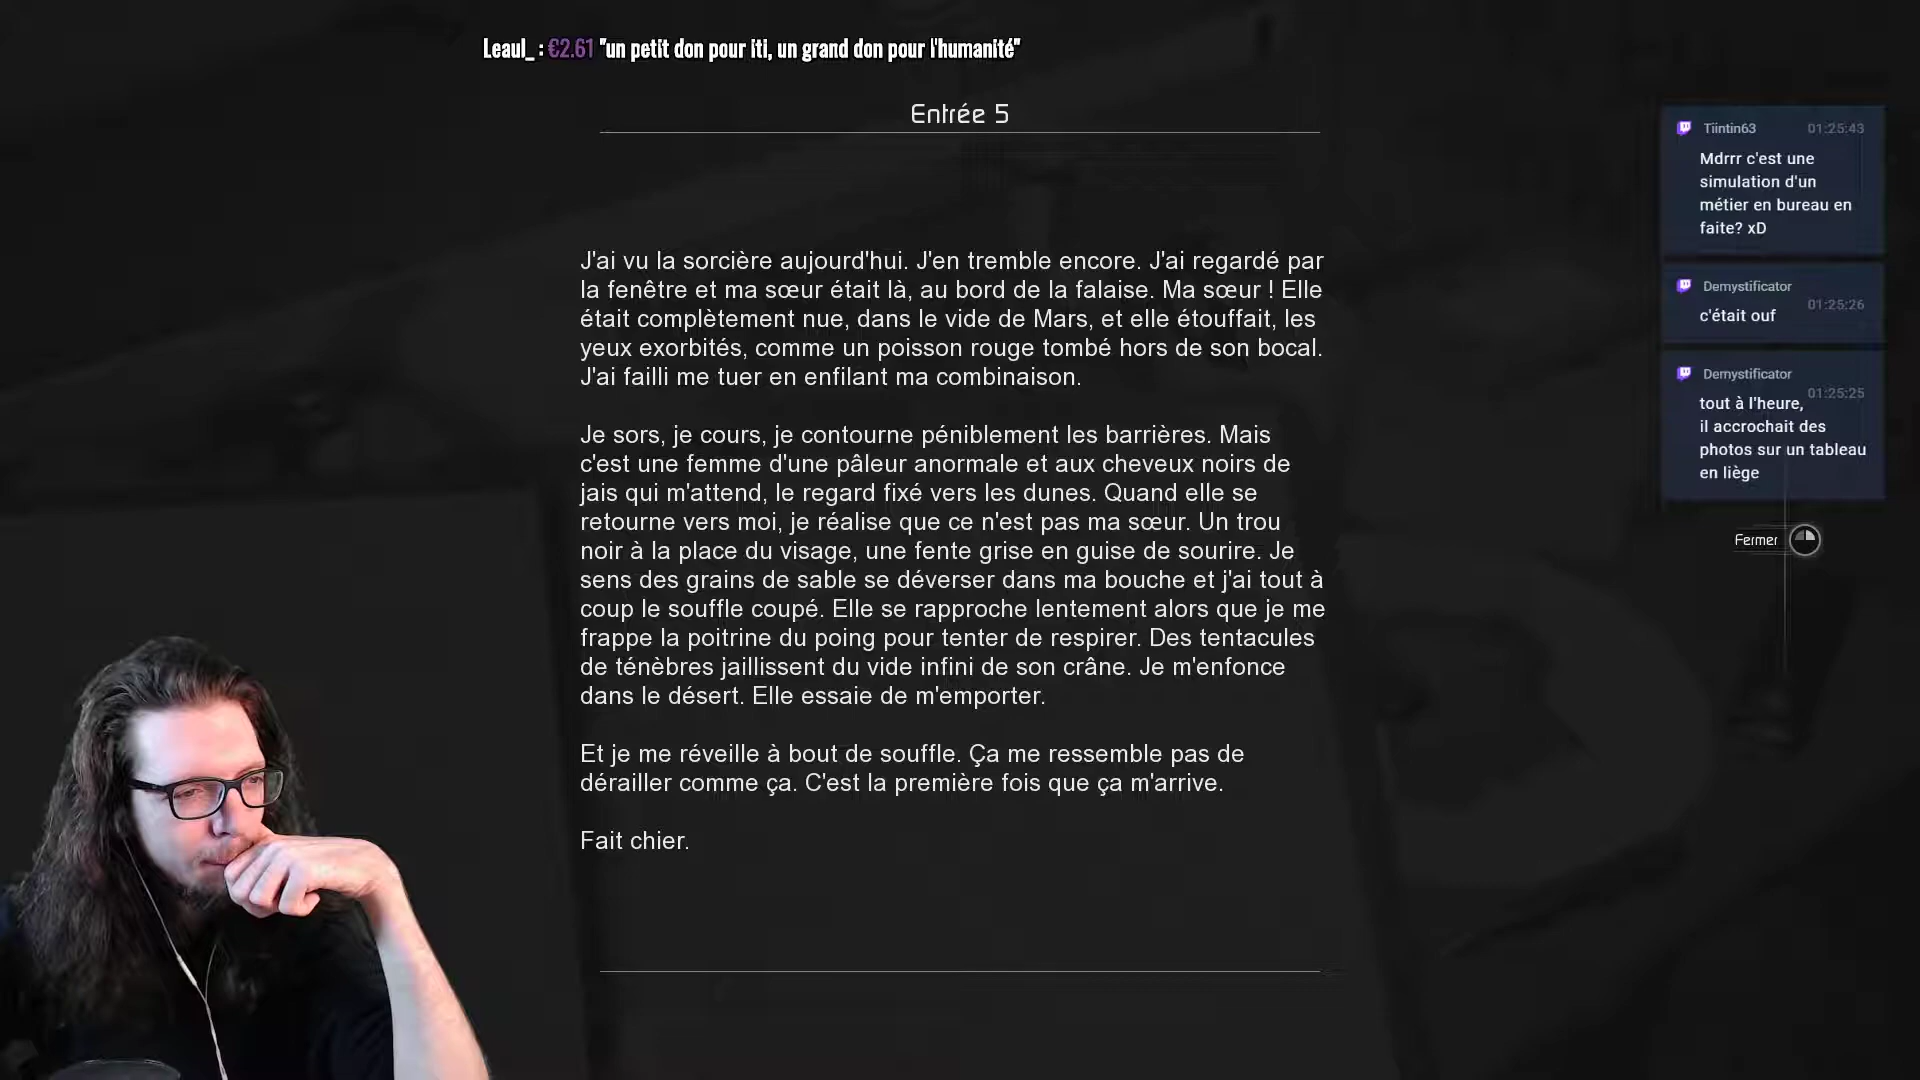 Leaul_ : €2.61 "un petit don pour iti, un grand don pour l'humanité"
Entrée 5
J'ai vu la sorcière aujourd'hui. J'en tremble encore. J'ai regardé par
la fenêtre et ma sœur était là, au bord de la falaise. Ma sœur ! Elle
était complètement nue, dans le vide de Mars, et elle étouffait, les
yeux exorbités, comme un poisson rouge tombé hors de son bocal.
J'ai failli me tuer en enfilant ma combinaison.
Je sors, je cours, je contourne péniblement les barrières. Mais
c'est une femme d'une pâleur anormale et aux cheveux noirs de
jais qui m'attend, le regard fixé vers les dunes. Quand elle se
retourne vers moi, je réalise que ce n'est pas ma sœur. Un trou
noir à la place du visage, une fente grise en guise de sourire. Je
sens des grains de sable se déverser dans ma bouche et j'ai tout à
coup le souffle coupé. Elle se rapproche lentement alors que je me
frappe la poitrine du poing pour tenter de respirer. Des tentacules
de ténèbres jaillissent du vide infini de son crâne. Je m'enfonce
dans le désert. Elle essaie de m'emporter.
Et je me réveille à bout de souffle. Ça me ressemble pas de
dérailler comme ça. C'est la première fois que ça m'arrive.
Fait chier.
Tiintin63 01:25:43
Mdrrr c'est une
simulation d'un
métier en bureau en
faite? xD
Demystificator
01:25:26
c'était ouf
Demystificator
01:25:25
tout à l'heure,
il accrochait des
photos sur un tableau
en liège
Fermer